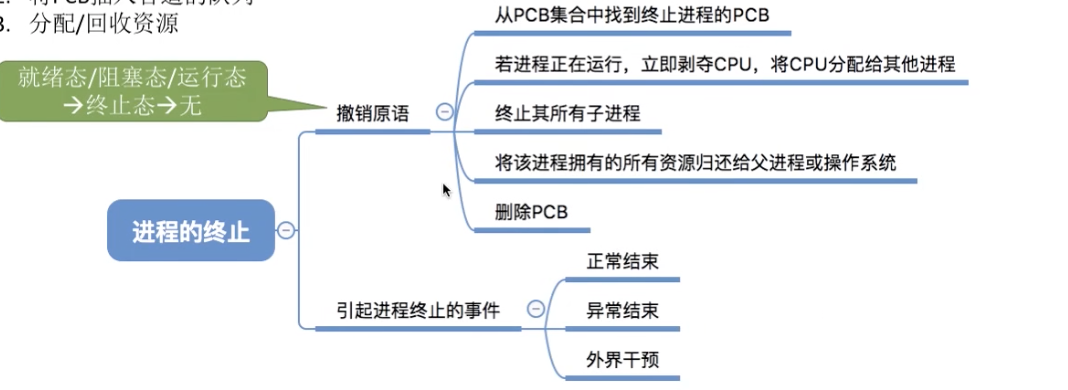 3. 分配/回收资源
就绪态/阻塞态/运行态
→终止态→无
撤销原语
从PCB集合中找到终止进程的PCB
若进程正在运行，立即剥夺CPU，将CPU分配给其他进程
终止其所有子进程
将该进程拥有的所有资源归还给父进程或操作系统
删除PCB
进程的终止
引起进程终止的事件
正常结束
异常结束
外界干预